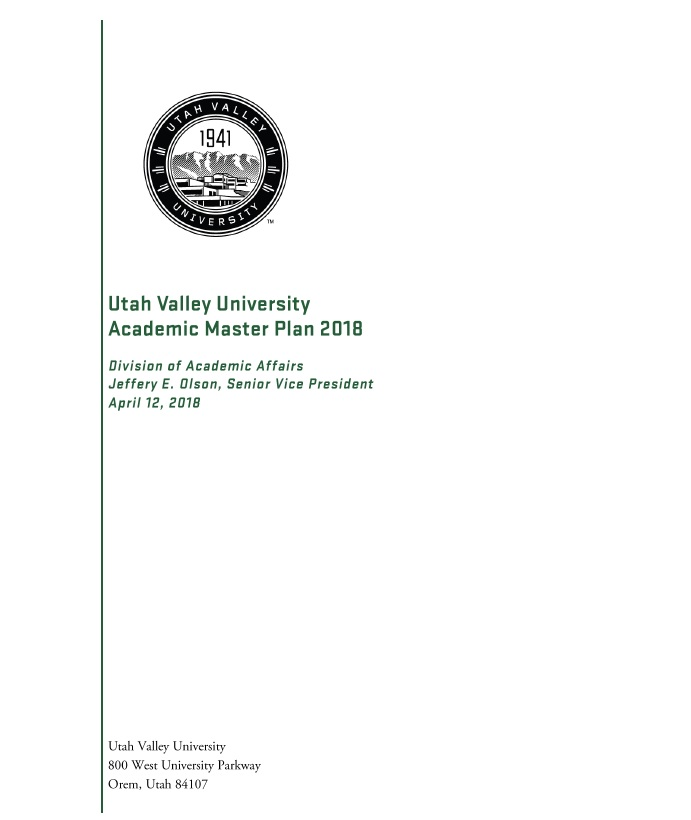 UTAH VALLEY
1941
UNIVERSITY
TM
Utah Valley University
Academic Master Plan 2018
Division of Academic Affairs
Jeffery E. Olson, Senior Vice President
April 12, 2018
Utah Valley University
800 West University Parkway
Orem, Utah 84107